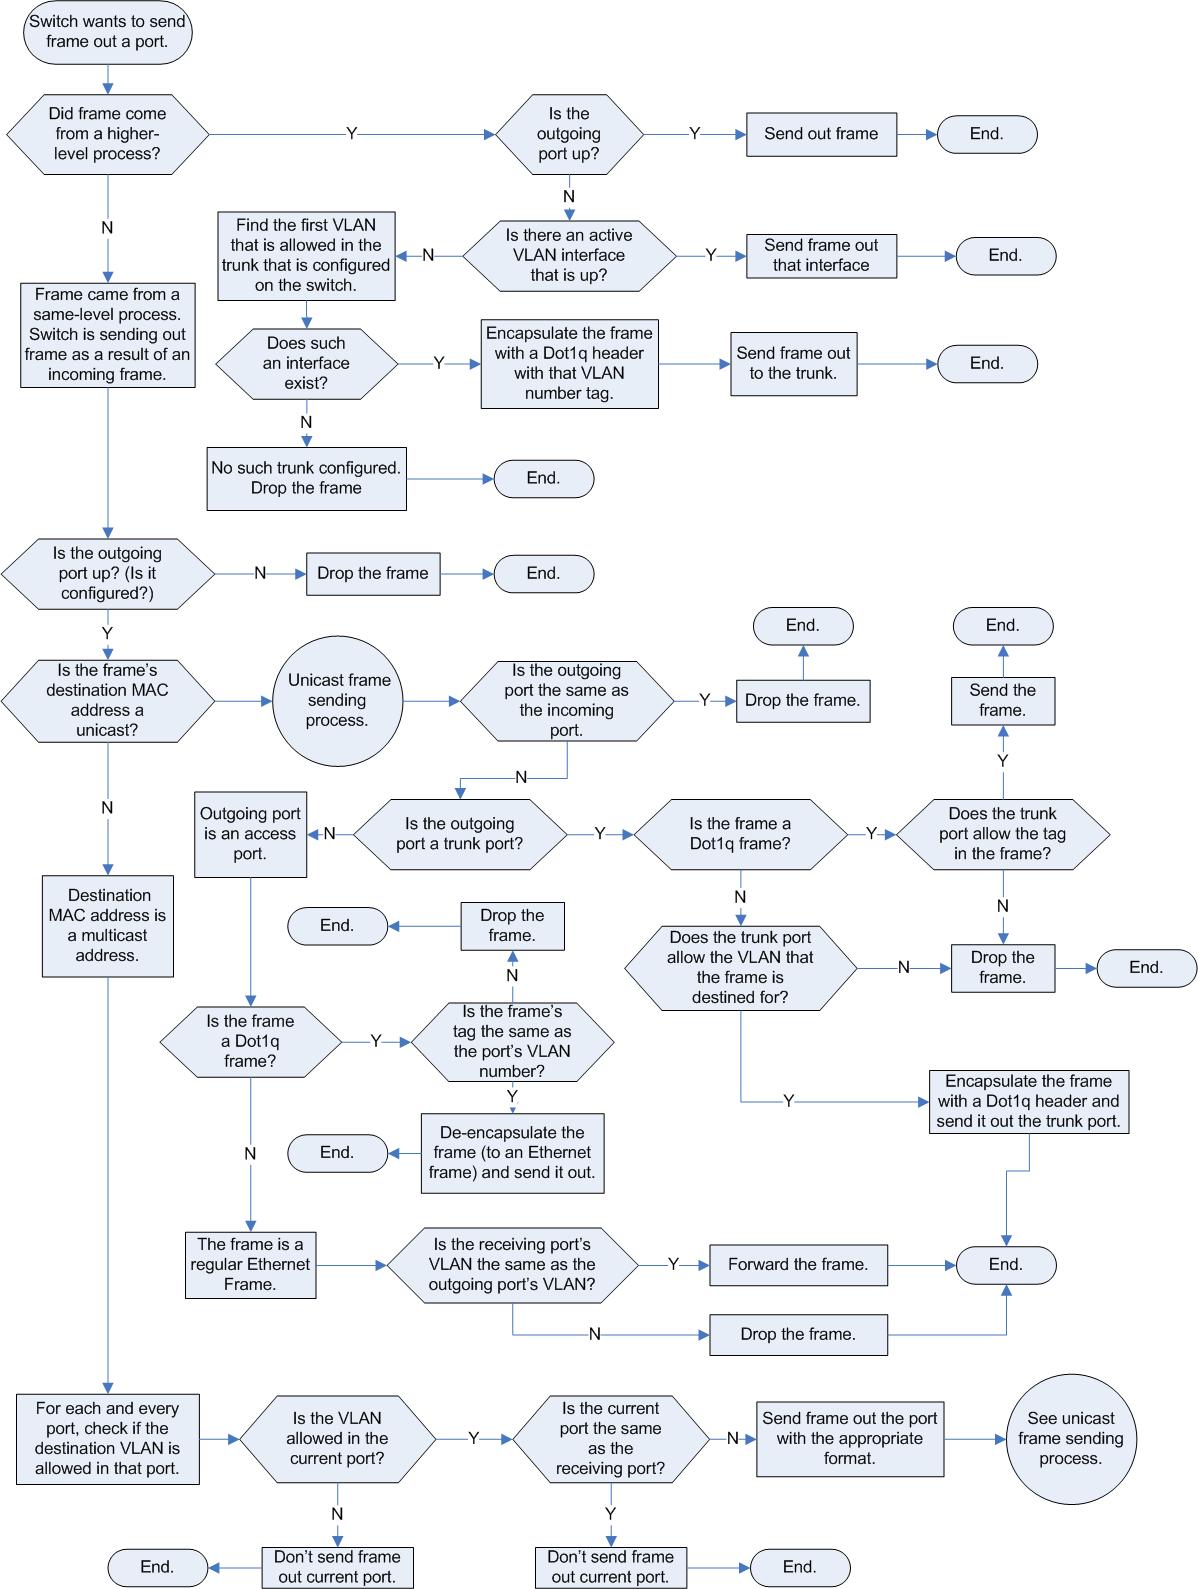 Switch wants to send
frame out a port.
Did frame come
from a higher-
level process?
Y
Is the
outgoing
port up?
Y
Send out frame
End.
N
N
Find the first VLAN
that is allowed in the
trunk that is configured
on the switch.
N
Is there an active
VLAN interface
that is up?
Y
Send frame out
that interface
End.
Frame came from a
same-level process.
Switch is sending out
frame as a result of an
incoming frame.
Does such
an interface
exist?
Y
Encapsulate the frame
with a Dot1q header
with that VLAN
number tag.
Send frame out
to the trunk.
End.
N
No such trunk configured.
Drop the frame
End.
Is the outgoing
port up? (Is it
configured?)
N
Drop the frame
End.
Y
Is the frame's
destination MAC
address a
unicast?
Unicast frame
sending
process.
Is the outgoing
port the same as
the incoming
port.
Y
Drop the frame.
End.
End.
Send the
frame.
Y
N
N
Outgoing port
is an access
port.
N
Is the outgoing
port a trunk port?
Y
Is the frame a
Dot1q frame?
Y
Does the trunk
port allow the tag
in the frame?
N
N
Destination
MAC address is
a multicast
address.
End.
Drop the
frame.
N
Does the trunk port
allow the VLAN that
the frame is
destined for?
N
Drop the
frame.
End.
Is the frame
a Dot1q
frame?
Y
Is the frame's
tag the same as
the port's VLAN
number?
Y
Y
Encapsulate the frame
with a Dot1q header and
send it out the trunk port.
N
End.
De-encapsulate the
frame (to an Ethernet
frame) and send it out.
The frame is a
regular Ethernet
Frame.
Is the receiving port's
VLAN the same as the
outgoing port's VLAN?
Y
Forward the frame.
End.
N
Drop the frame.
For each and every
port, check if the
destination VLAN is
allowed in that port.
Is the VLAN
allowed in the
current port?
Y
Is the current
port the same
as the
receiving port?
N
Send frame out the port
with the appropriate
format.
See unicast
frame sending
process.
N
Y
End.
Don't send frame
out current port.
Don't send frame
out current port.
End.